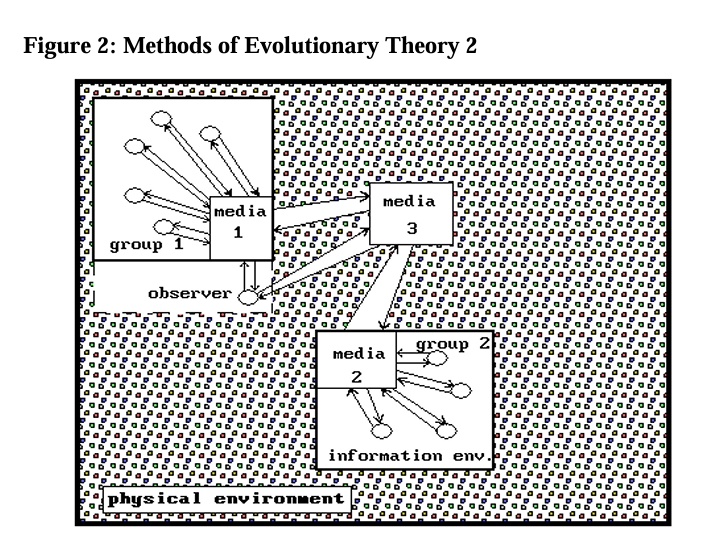 Figure 2: Methods of Evolutionary Theory 2
media
1
group 1
media
3
observer
group 2
media
2
information env.
physical environment